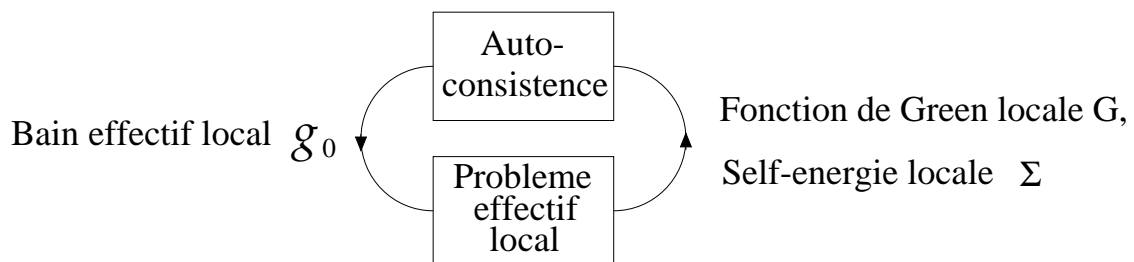 Auto-
consistence
Bain effectif local g₀
Fonction de Green locale G,
Self-energie locale Σ
Probleme
effectif
local